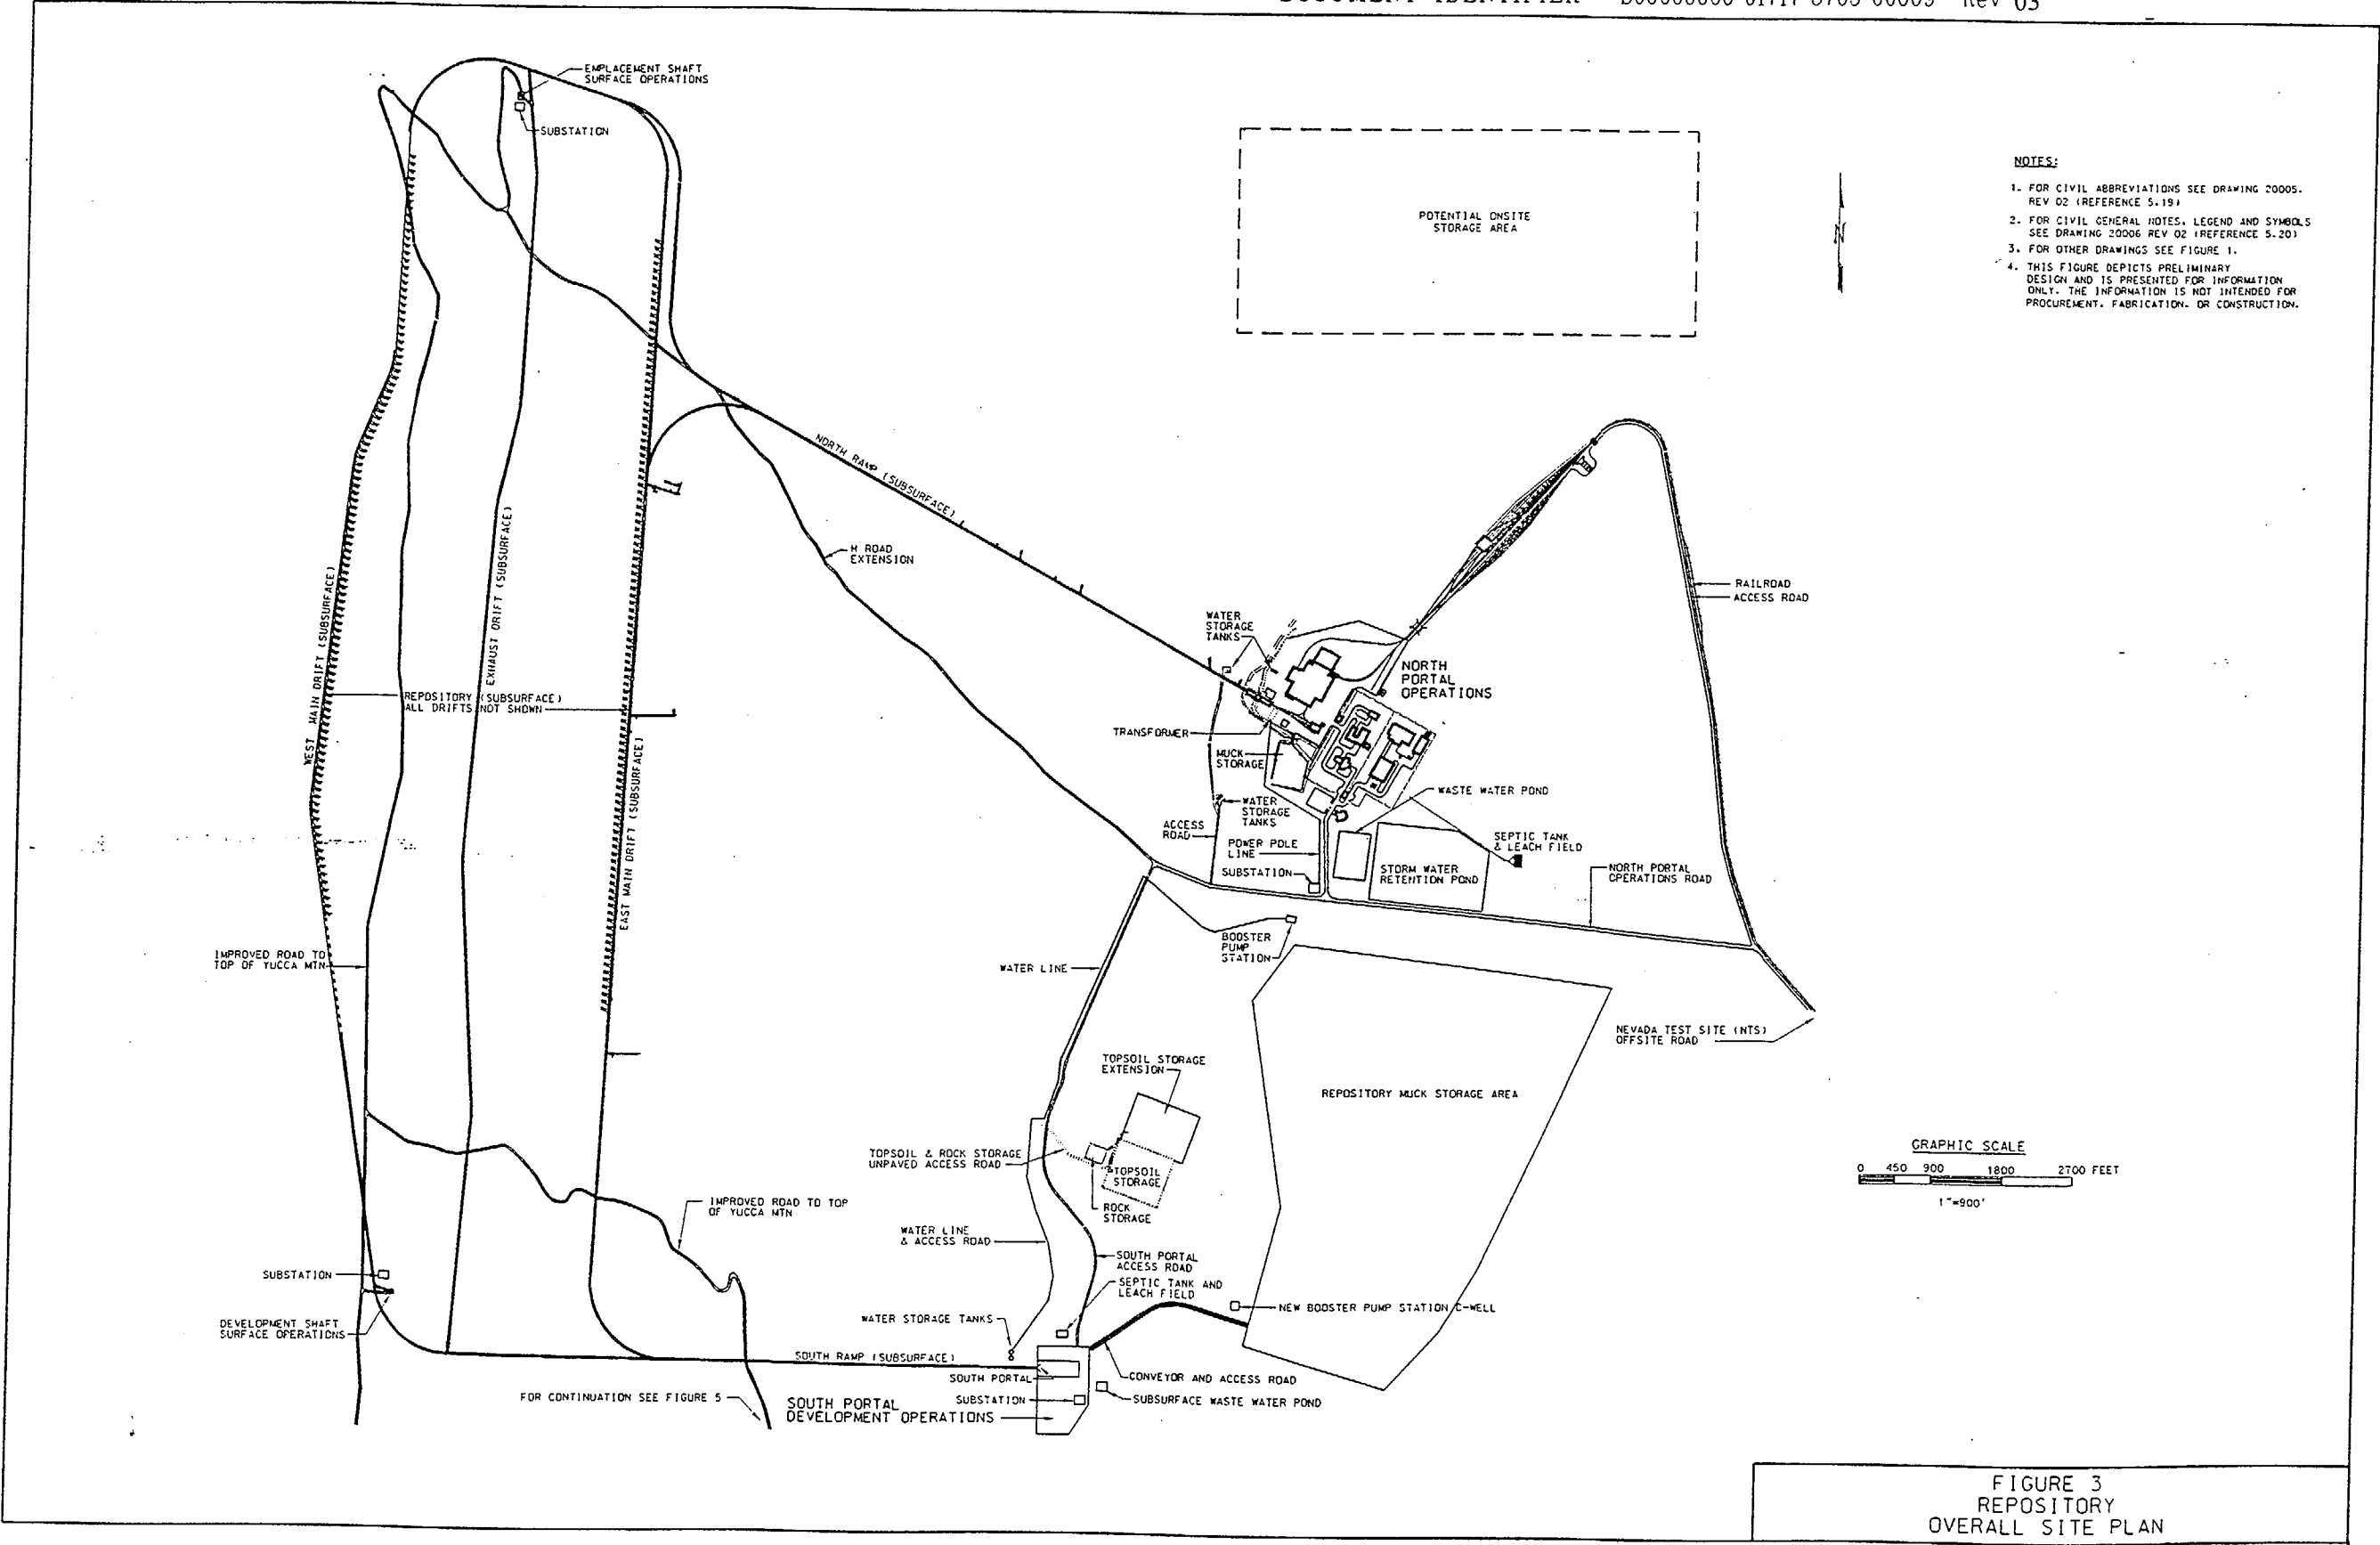 DOCUMENT IDENTIFIER
Rev 03
EMPLACEMENT SHAFT
SURFACE OPERATIONS
SUBSTATION
POTENTIAL ONSITE
STORAGE AREA
N
NOTES:
1. FOR CIVIL ABBREVIATIONS SEE DRAWING 20005.
REV 02 (REFERENCE 5.19)
2. FOR CIVIL GENERAL NOTES. LEGEND AND SYMBOLS
SEE DRAWING 20006 REV 02 (REFERENCE 5.20)
3. FOR OTHER DRAWINGS SEE FIGURE 1.
4. THIS FIGURE DEPICTS PRELIMINARY
DESIGN AND IS PRESENTED FOR INFORMATION
ONLY. THE INFORMATION IS NOT INTENDED FOR
PROCUREMENT. FABRICATION. OR CONSTRUCTION.
NORTH RAMP (SUBSURFACE)
H ROAD
EXTENSION
WEST MAIN DRIFT (SUBSURFACE)
EXHAUST DRIFT (SUBSURFACE)
EAST MAIN DRIFT (SUBSURFACE)
REPOSITORY (SUBSURFACE)
ALL DRIFTS NOT SHOWN
RAILROAD
ACCESS ROAD
WATER
STORAGE
TANKS
NORTH
PORTAL
OPERATIONS
TRANSFORMER
MUCK
STORAGE
WATER
STORAGE
TANKS
ACCESS
ROAD
POWER POLE
LINE
SUBSTATION
WASTE WATER POND
SEPTIC TANK
& LEACH FIELD
STORM WATER
RETENTION POND
NORTH PORTAL
OPERATIONS ROAD
BOOSTER
PUMP
STATION
IMPROVED ROAD TO
TOP OF YUCCA MTN
WATER LINE
NEVADA TEST SITE (NTS)
OFFSITE ROAD
TOPSOIL STORAGE
EXTENSION
REPOSITORY MUCK STORAGE AREA
TOPSOIL & ROCK STORAGE
UNPAVED ACCESS ROAD
TOPSOIL
STORAGE
ROCK
STORAGE
GRAPHIC SCALE
0 450 900 1800 2700 FEET
1"=900'
IMPROVED ROAD TO TOP
OF YUCCA MTN
WATER LINE
& ACCESS ROAD
SOUTH PORTAL
ACCESS ROAD
SEPTIC TANK AND
LEACH FIELD
SUBSTATION
DEVELOPMENT SHAFT
SURFACE OPERATIONS
WATER STORAGE TANKS
NEW BOOSTER PUMP STATION C-WELL
SOUTH RAMP (SUBSURFACE)
SOUTH PORTAL
CONVEYOR AND ACCESS ROAD
FOR CONTINUATION SEE FIGURE 5
SUBSTATION
SUBSURFACE WASTE WATER POND
SOUTH PORTAL
DEVELOPMENT OPERATIONS
FIGURE 3
REPOSITORY
OVERALL SITE PLAN